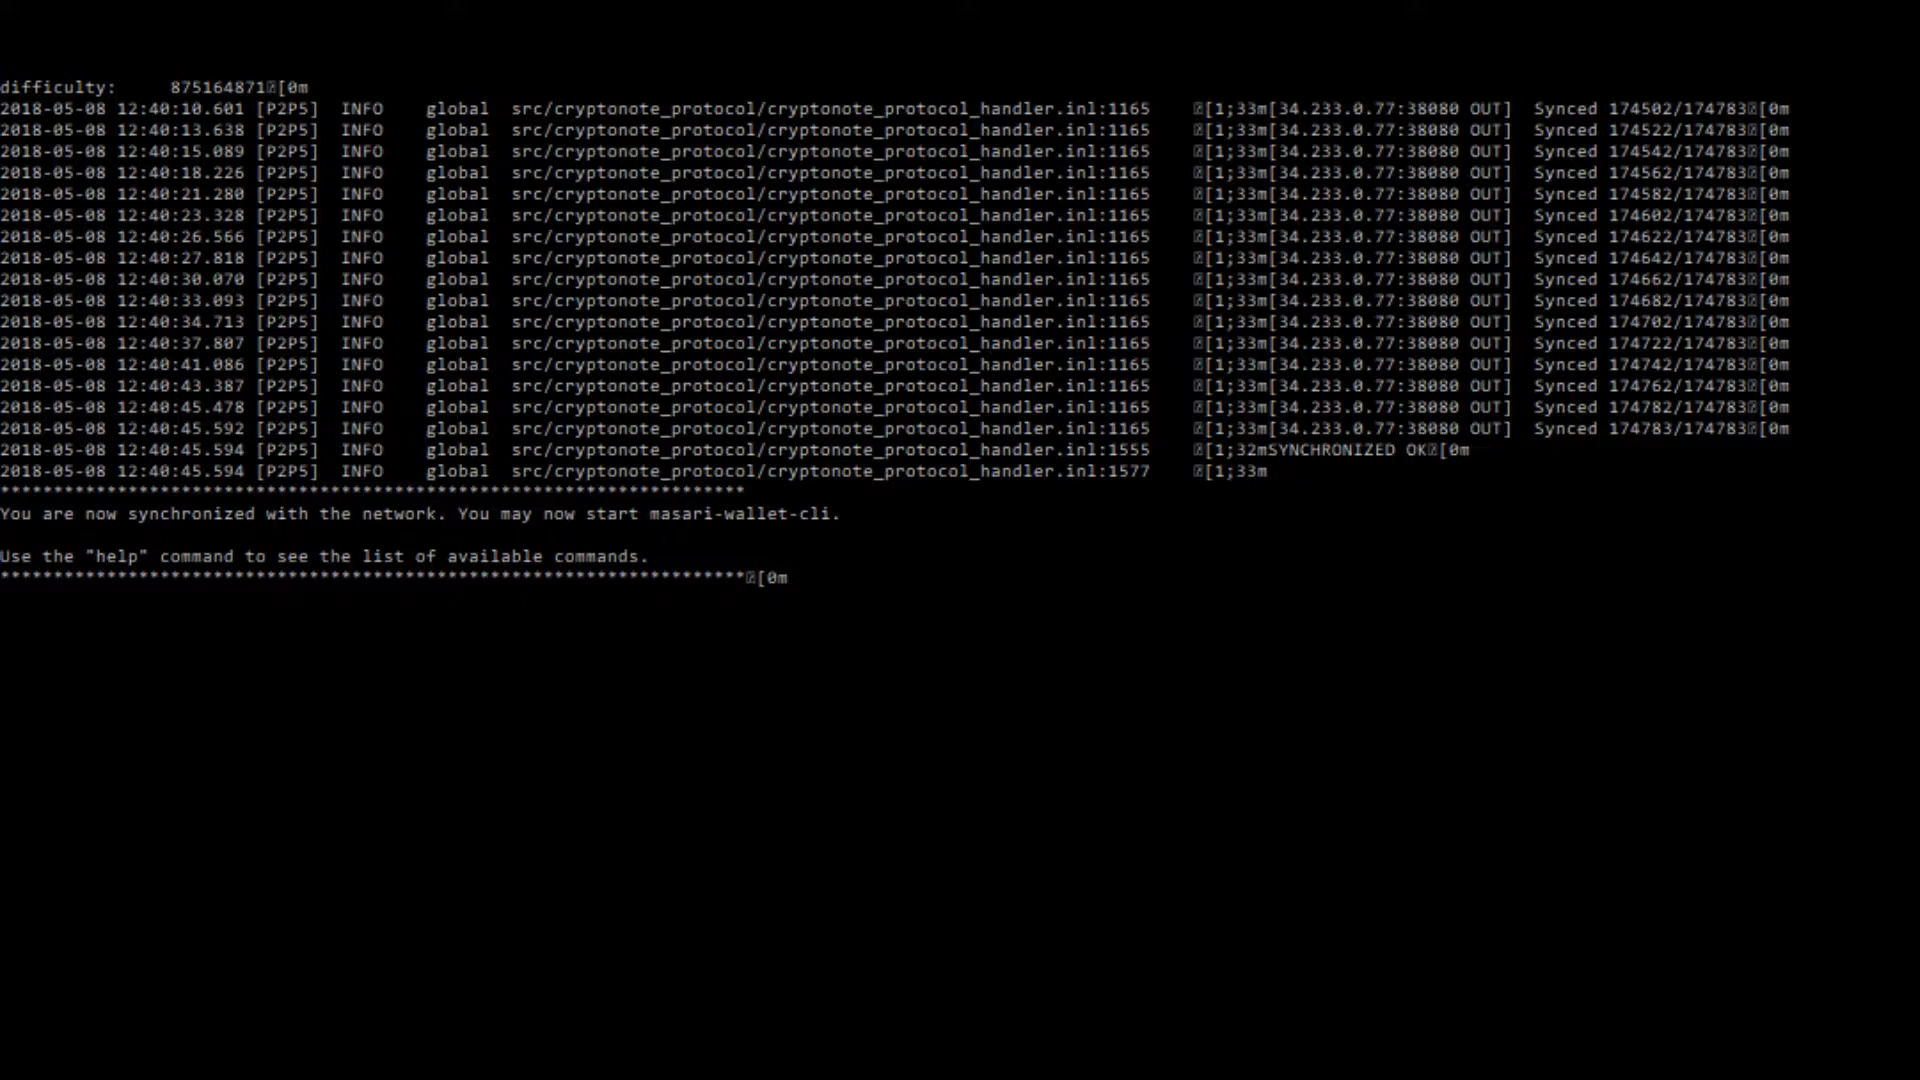 difficulty:     875164871[0m
2018-05-08 12:40:10.601 [P2P5]  INFO    global  src/cryptonote_protocol/cryptonote_protocol_handler.inl:1165    [1;33m[34.233.0.77:38080 OUT]  Synced 174502/174783[0m
2018-05-08 12:40:13.638 [P2P5]  INFO    global  src/cryptonote_protocol/cryptonote_protocol_handler.inl:1165    [1;33m[34.233.0.77:38080 OUT]  Synced 174522/174783[0m
2018-05-08 12:40:15.089 [P2P5]  INFO    global  src/cryptonote_protocol/cryptonote_protocol_handler.inl:1165    [1;33m[34.233.0.77:38080 OUT]  Synced 174542/174783[0m
2018-05-08 12:40:18.226 [P2P5]  INFO    global  src/cryptonote_protocol/cryptonote_protocol_handler.inl:1165    [1;33m[34.233.0.77:38080 OUT]  Synced 174562/174783[0m
2018-05-08 12:40:21.280 [P2P5]  INFO    global  src/cryptonote_protocol/cryptonote_protocol_handler.inl:1165    [1;33m[34.233.0.77:38080 OUT]  Synced 174582/174783[0m
2018-05-08 12:40:23.328 [P2P5]  INFO    global  src/cryptonote_protocol/cryptonote_protocol_handler.inl:1165    [1;33m[34.233.0.77:38080 OUT]  Synced 174602/174783[0m
2018-05-08 12:40:26.566 [P2P5]  INFO    global  src/cryptonote_protocol/cryptonote_protocol_handler.inl:1165    [1;33m[34.233.0.77:38080 OUT]  Synced 174622/174783[0m
2018-05-08 12:40:27.818 [P2P5]  INFO    global  src/cryptonote_protocol/cryptonote_protocol_handler.inl:1165    [1;33m[34.233.0.77:38080 OUT]  Synced 174642/174783[0m
2018-05-08 12:40:30.070 [P2P5]  INFO    global  src/cryptonote_protocol/cryptonote_protocol_handler.inl:1165    [1;33m[34.233.0.77:38080 OUT]  Synced 174662/174783[0m
2018-05-08 12:40:33.093 [P2P5]  INFO    global  src/cryptonote_protocol/cryptonote_protocol_handler.inl:1165    [1;33m[34.233.0.77:38080 OUT]  Synced 174682/174783[0m
2018-05-08 12:40:34.713 [P2P5]  INFO    global  src/cryptonote_protocol/cryptonote_protocol_handler.inl:1165    [1;33m[34.233.0.77:38080 OUT]  Synced 174702/174783[0m
2018-05-08 12:40:37.807 [P2P5]  INFO    global  src/cryptonote_protocol/cryptonote_protocol_handler.inl:1165    [1;33m[34.233.0.77:38080 OUT]  Synced 174722/174783[0m
2018-05-08 12:40:41.086 [P2P5]  INFO    global  src/cryptonote_protocol/cryptonote_protocol_handler.inl:1165    [1;33m[34.233.0.77:38080 OUT]  Synced 174742/174783[0m
2018-05-08 12:40:43.387 [P2P5]  INFO    global  src/cryptonote_protocol/cryptonote_protocol_handler.inl:1165    [1;33m[34.233.0.77:38080 OUT]  Synced 174762/174783[0m
2018-05-08 12:40:45.478 [P2P5]  INFO    global  src/cryptonote_protocol/cryptonote_protocol_handler.inl:1165    [1;33m[34.233.0.77:38080 OUT]  Synced 174782/174783[0m
2018-05-08 12:40:45.592 [P2P5]  INFO    global  src/cryptonote_protocol/cryptonote_protocol_handler.inl:1165    [1;33m[34.233.0.77:38080 OUT]  Synced 174783/174783[0m
2018-05-08 12:40:45.594 [P2P5]  INFO    global  src/cryptonote_protocol/cryptonote_protocol_handler.inl:1555    [1;32mSYNCHRONIZED OK[0m
2018-05-08 12:40:45.594 [P2P5]  INFO    global  src/cryptonote_protocol/cryptonote_protocol_handler.inl:1577    [1;33m
**********************************************************************
You are now synchronized with the network. You may now start masari-wallet-cli.
Use the "help" command to see the list of available commands.
**********************************************************************[0m